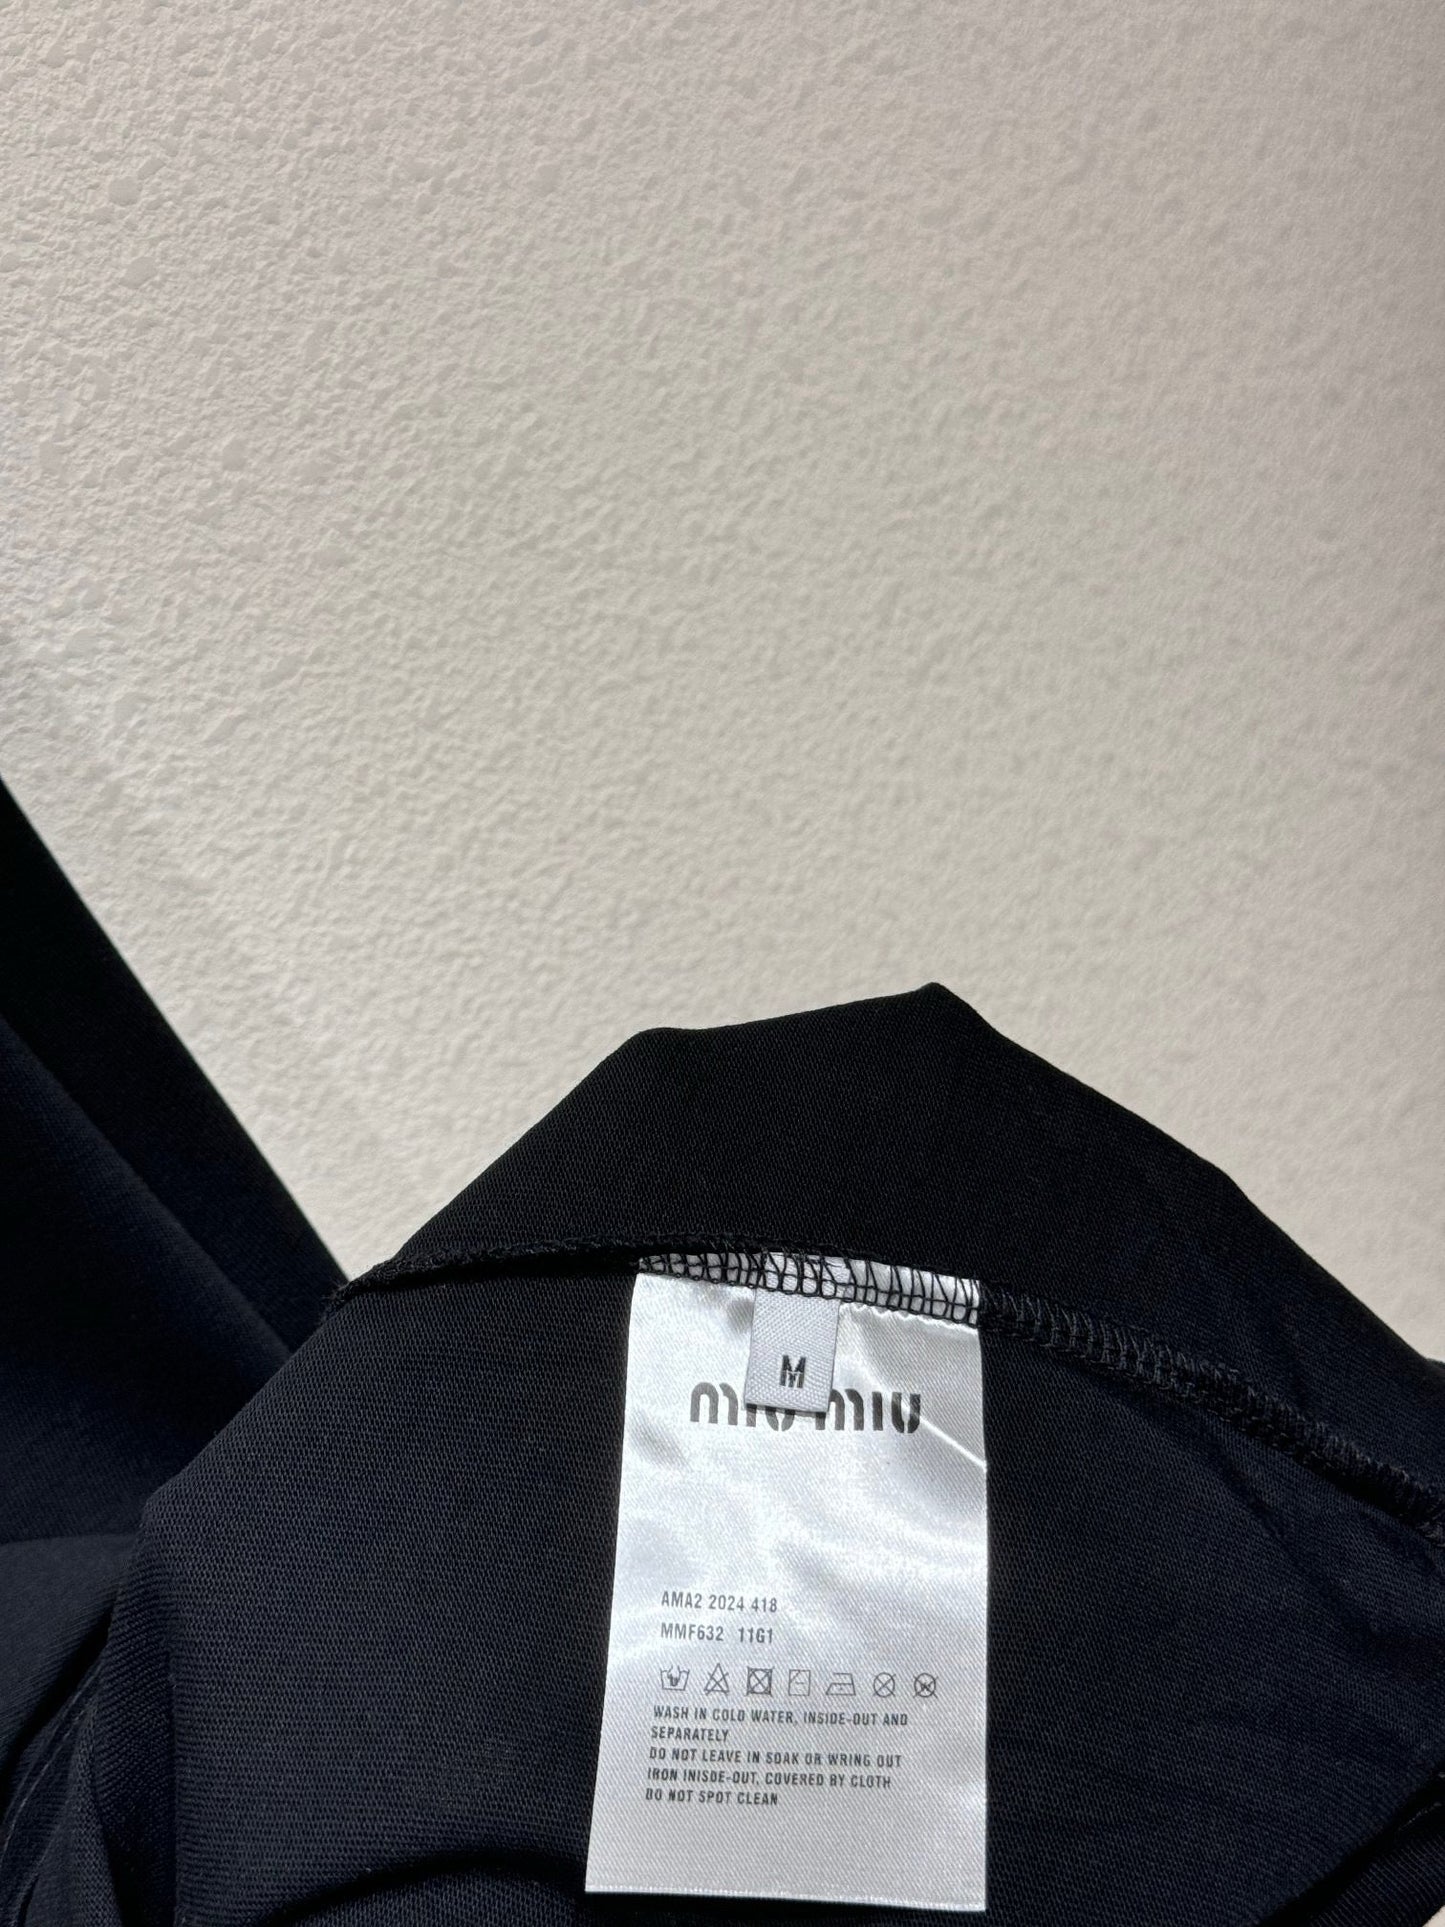 M
miu miu
AMA2 2024 418
MMF632 11G1
WASH IN COLD WATER, INSIDE-OUT AND
SEPARATELY
DO NOT LEAVE IN SOAK OR WRING OUT
IRON INISDE-OUT, COVERED BY CLOTH
DO NOT SPOT CLEAN